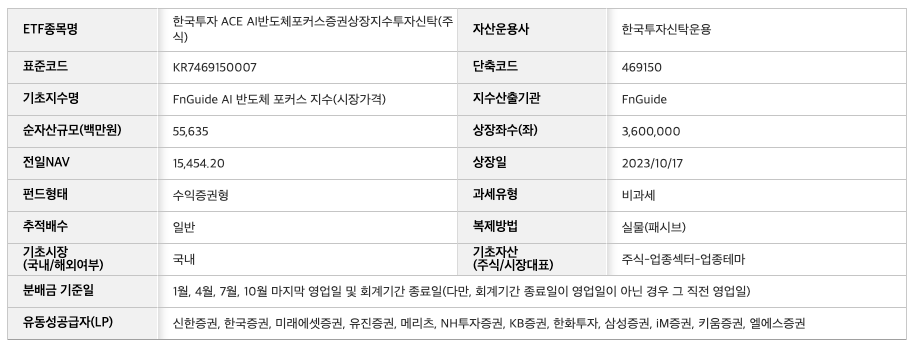 ETF종목명 한국투자 ACE AI반도체포커스증권상장지수투자신탁(주
식) 자산운용사 한국투자신탁운용
표준코드 KR7469150007 단축코드 469150
기초지수명 FnGuide AI 반도체 포커스 지수(시장가격) 지수산출기관 FnGuide
순자산규모(백만원) 55,635 상장좌수(좌) 3,600,000
전일NAV 15,454.20 상장일 2023/10/17
펀드형태 수익증권형 과세유형 비과세
추적배수 일반 복제방법 실물(패시브)
기초시장
(국내/해외여부) 국내 기초자산
(주식/시장대표) 주식-업종섹터-업종테마
분배금 기준일 1월, 4월, 7월, 10월 마지막 영업일 및 회계기간 종료일(다만, 회계기간 종료일이 영업일이 아닌 경우 그 직전 영업일)
유동성공급자(LP) 신한증권, 한국증권, 미래에셋증권, 유진증권, 메리츠, NH투자증권, KB증권, 한화투자, 삼성증권, iM증권, 키움증권, 엘에스증권